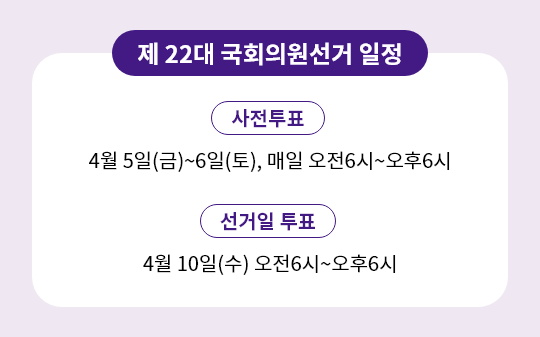 제 22대 국회의원선거 일정
사전투표
4월 5일(금)~6일(토), 매일 오전6시~오후6시
선거일 투표
4월 10일(수) 오전6시~오후6시